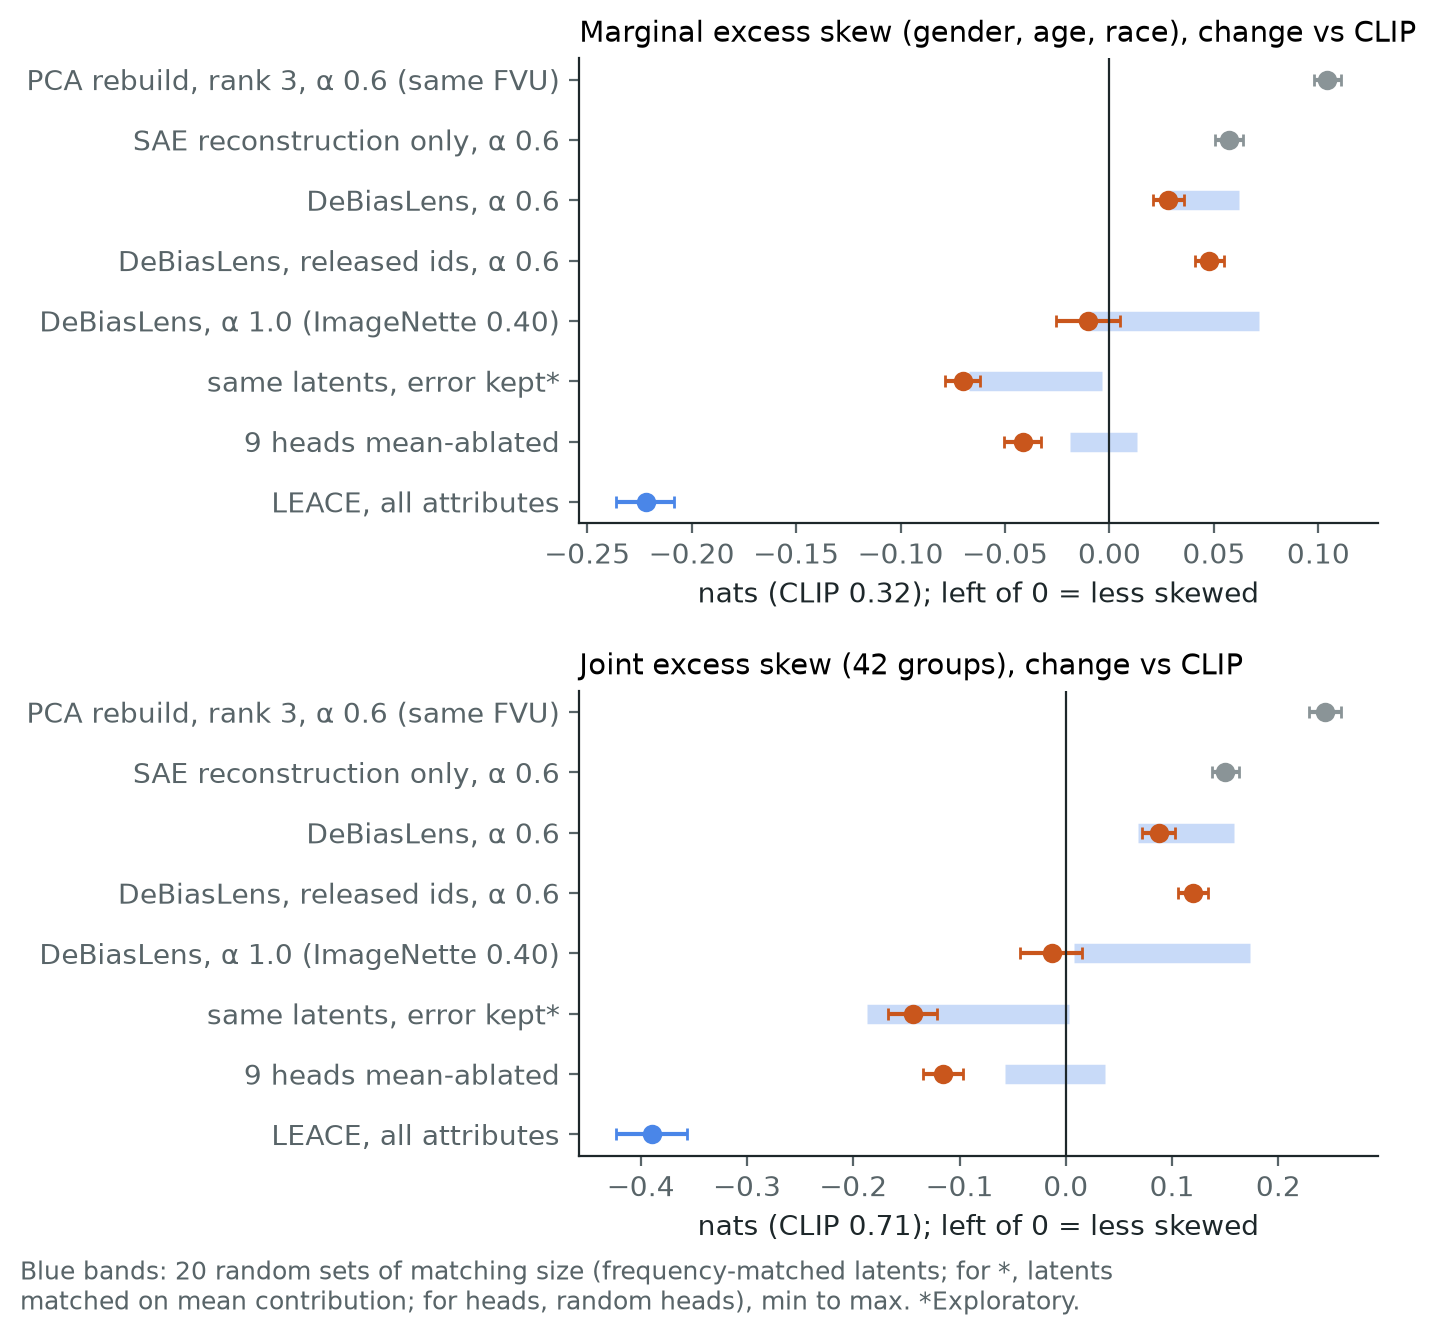 Marginal excess skew (gender, age, race), change vs CLIP
PCA rebuild, rank 3, α 0.6 (same FVU)
SAE reconstruction only, α 0.6
DeBiasLens, α 0.6
DeBiasLens, released ids, α 0.6
DeBiasLens, α 1.0 (ImageNette 0.40)
same latents, error kept*
9 heads mean-ablated
LEACE, all attributes
−0.25 −0.20 −0.15 −0.10 −0.05 0.00 0.05 0.10
nats (CLIP 0.32); left of 0 = less skewed
Joint excess skew (42 groups), change vs CLIP
PCA rebuild, rank 3, α 0.6 (same FVU)
SAE reconstruction only, α 0.6
DeBiasLens, α 0.6
DeBiasLens, released ids, α 0.6
DeBiasLens, α 1.0 (ImageNette 0.40)
same latents, error kept*
9 heads mean-ablated
LEACE, all attributes
−0.4 −0.3 −0.2 −0.1 0.0 0.1 0.2
nats (CLIP 0.71); left of 0 = less skewed
Blue bands: 20 random sets of matching size (frequency-matched latents; for *, latents
matched on mean contribution; for heads, random heads), min to max. *Exploratory.